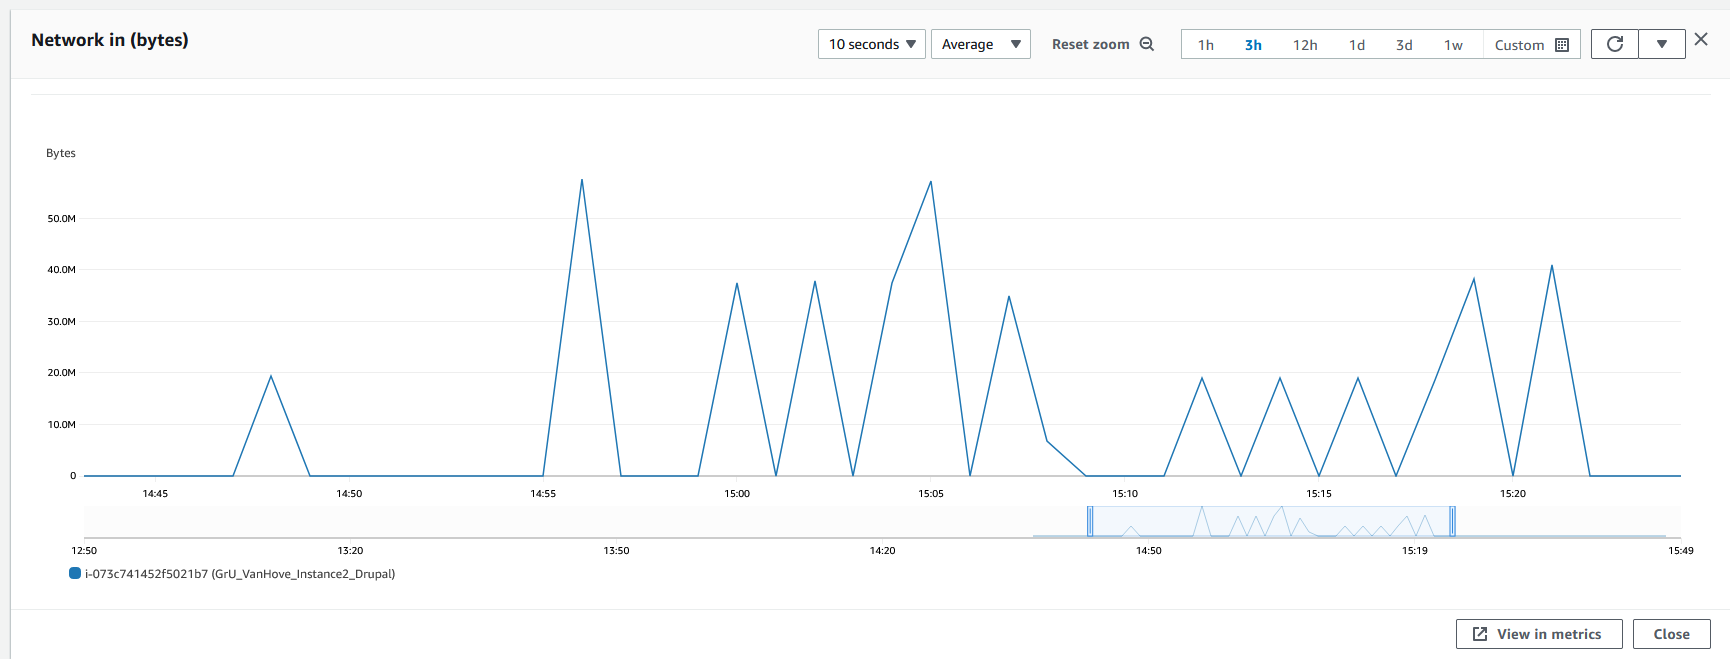 Network in (bytes)
10 seconds
Average
Reset zoom
1h 3h 12h 1d 3d 1w Custom
Bytes
50.0M
40.0M
30.0M
20.0M
10.0M
0
14:45 14:50 14:55 15:00 15:05 15:10 15:15 15:20
12:50 13:20 13:50 14:20 14:50 15:19 15:49
i-073c741452f5021b7 (GrU_VanHove_Instance2_Drupal)
View in metrics
Close